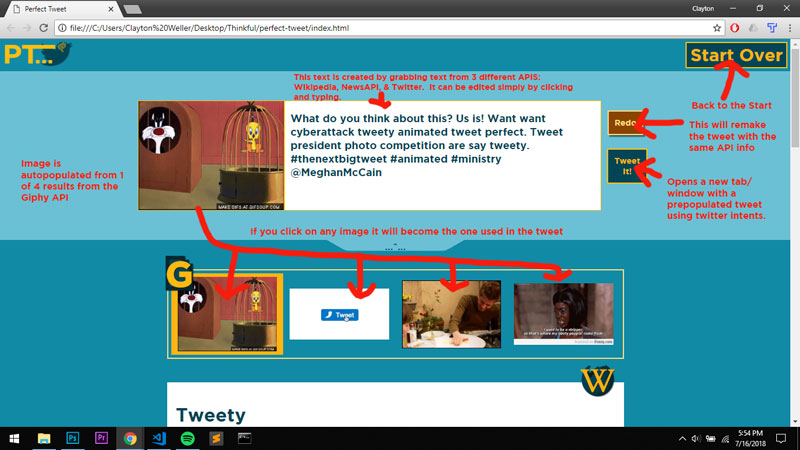 Perfect Tweet
Clayton
file:///C:/Users/Clayton%20Weller/Desktop/Thinkful/perfect-tweet/index.html
PT...
Start Over
This text is created by grabbing text from 3 different APIS:
Wikipedia, NewsAPI, & Twitter. It can be edited simply by clicking
and typing.
Back to the Start
What do you think about this? Us is! Want want
cyberattack tweety animated tweet perfect. Tweet
president photo competition are say tweety.
#thenextbigtweet #animated #ministry
@MeghanMcCain
MAKE GIFS AT GIFSOUP.COM
Redo
This will remake
the tweet with the
same API info
Image is
autopopulated from 1
of 4 results from the
Giphy API
Tweet
It!
Opens a new tab/
window with a
prepopulated tweet
using twitter intents.
If you click on any image it will become the one used in the tweet
...^...
G
MAKE GIFS AT GIFSOUP.COM
Tweet
W
Tweety
5:54 PM
7/16/2018